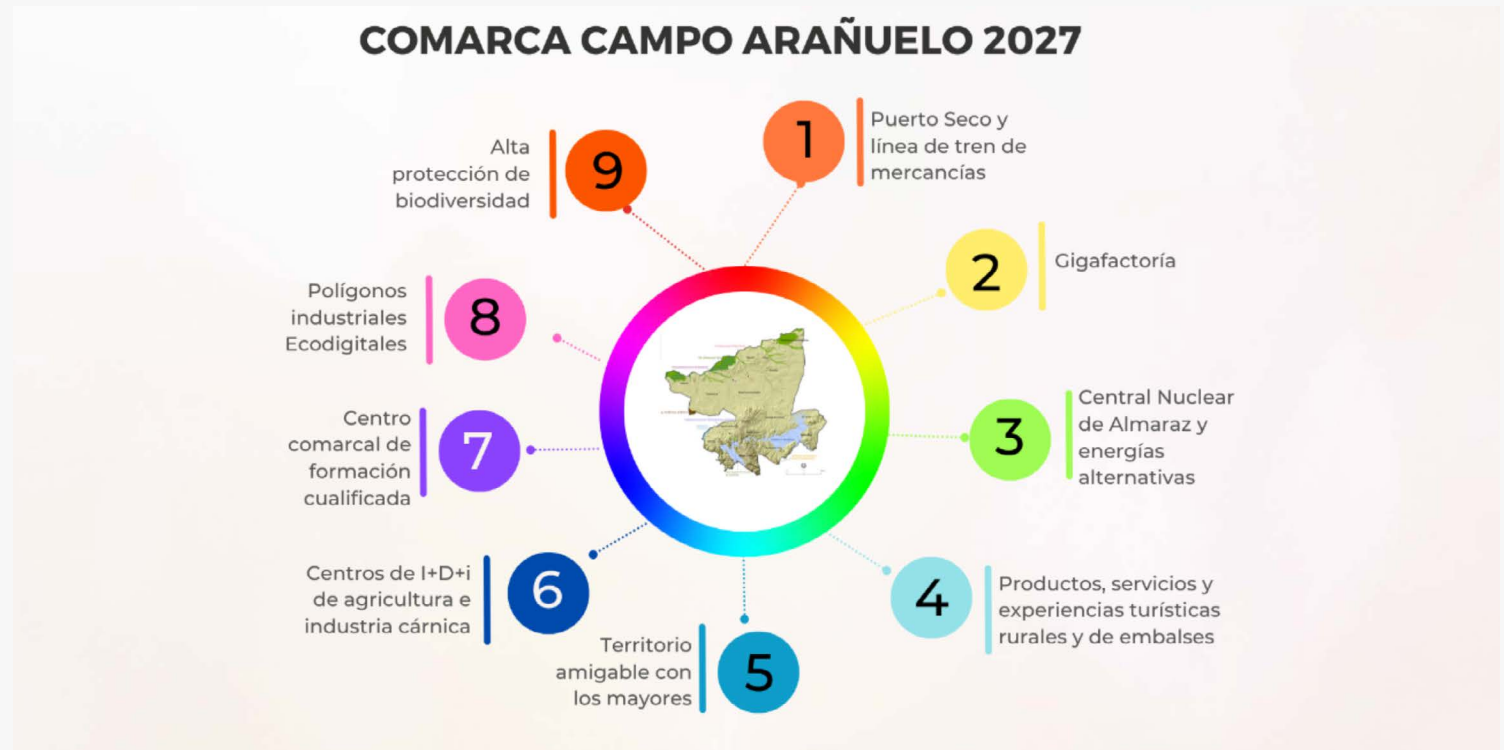 COMARCA CAMPO ARAÑUELO 2027
1
Puerto Seco y
línea de tren de
mercancías
2
Gigafactoría
3
Central Nuclear
de Almaraz y
energías
alternativas
4
Productos, servicios y
experiencias turísticas
rurales y de embalses
5
Territorio
amigable con
los mayores
6
Centros de I+D+i
de agricultura e
industria cárnica
7
Centro
comarcal de
formación
cualificada
8
Polígonos
industriales
Ecodigitales
9
Alta
protección de
biodiversidad